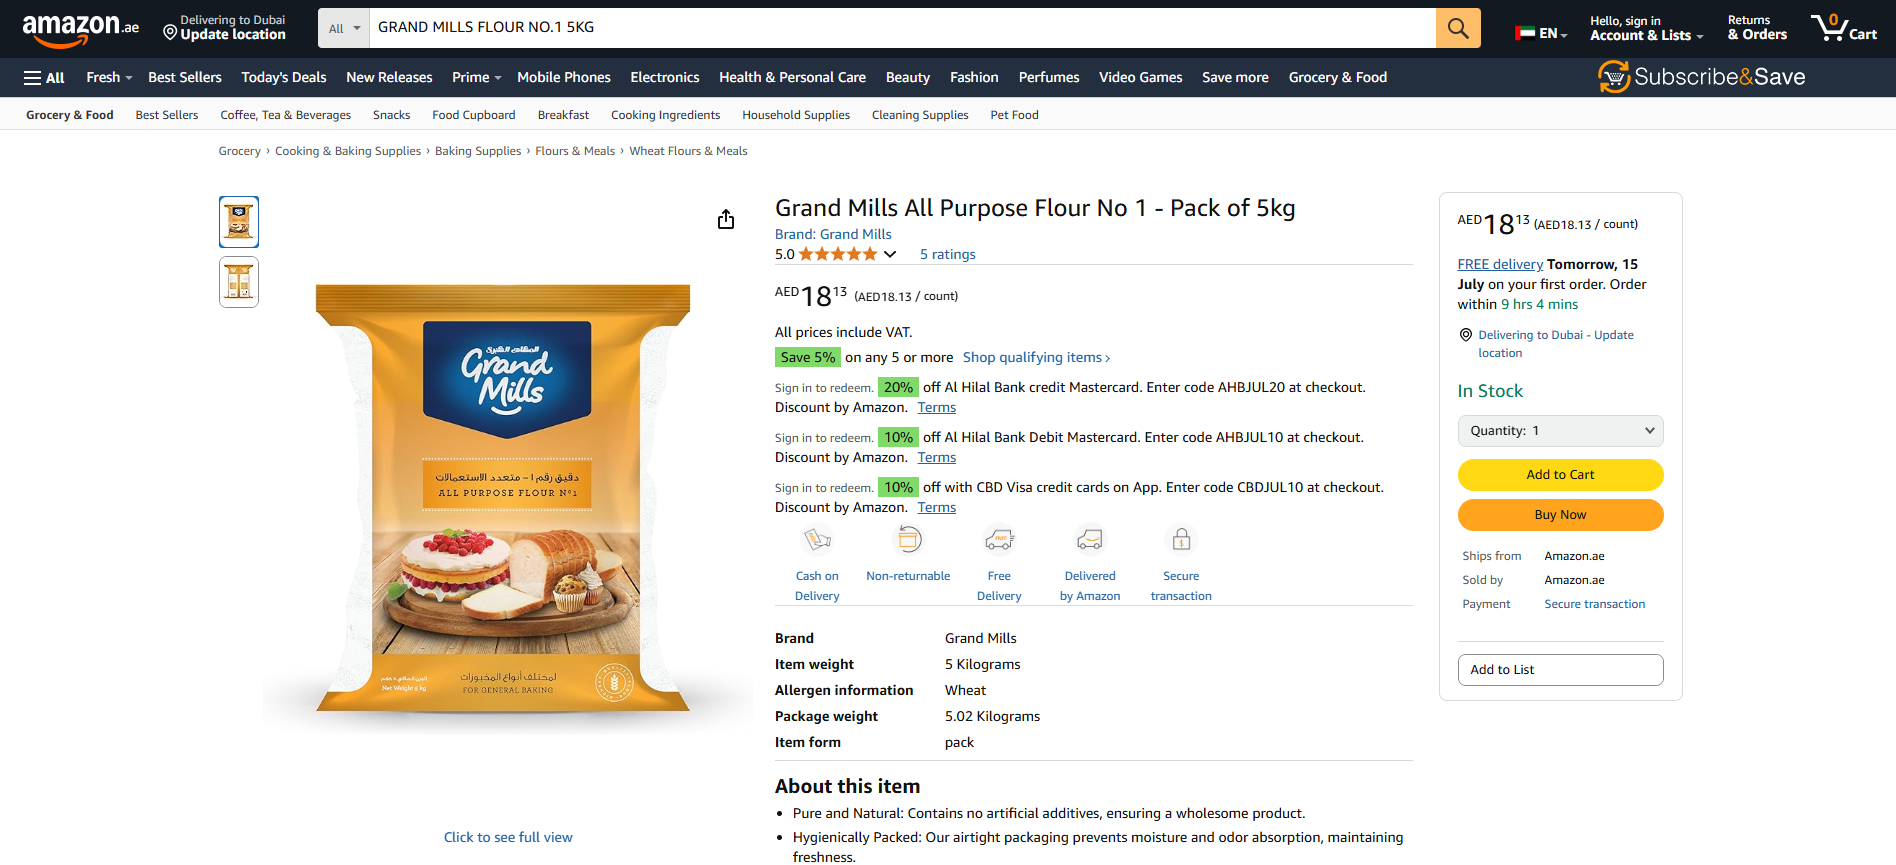 amazon.ae
Delivering to Dubai
Update location
All
GRAND MILLS FLOUR NO.1 5KG
EN
Hello, sign in
Account & Lists
Returns
& Orders
0
Cart
All
Fresh
Best Sellers
Today's Deals
New Releases
Prime
Mobile Phones
Electronics
Health & Personal Care
Beauty
Fashion
Perfumes
Video Games
Save more
Grocery & Food
Subscribe&Save
Grocery & Food
Best Sellers
Coffee, Tea & Beverages
Snacks
Food Cupboard
Breakfast
Cooking Ingredients
Household Supplies
Cleaning Supplies
Pet Food
Grocery › Cooking & Baking Supplies › Baking Supplies › Flours & Meals › Wheat Flours & Meals
Grand
Mills
دقيق رقم ١ - متعدد الاستعمالات
ALL PURPOSE FLOUR Nº1
Net Weight 5 kg
لمختلف أنواع المخبوزات
FOR GENERAL BAKING
Click to see full view
Grand Mills All Purpose Flour No 1 - Pack of 5kg
Brand: Grand Mills
5.0
5 ratings
AED18 13 (AED18.13 / count)
All prices include VAT.
Save 5% on any 5 or more Shop qualifying items ›
Sign in to redeem. 20% off Al Hilal Bank credit Mastercard. Enter code AHBJUL20 at checkout.
Discount by Amazon. Terms
Sign in to redeem. 10% off Al Hilal Bank Debit Mastercard. Enter code AHBJUL10 at checkout.
Discount by Amazon. Terms
Sign in to redeem. 10% off with CBD Visa credit cards on App. Enter code CBDJUL10 at checkout.
Discount by Amazon. Terms
Cash on
Delivery
Non-returnable
Free
Delivery
Delivered
by Amazon
Secure
transaction
Brand Grand Mills
Item weight 5 Kilograms
Allergen information Wheat
Package weight 5.02 Kilograms
Item form pack
About this item
• Pure and Natural: Contains no artificial additives, ensuring a wholesome product.
• Hygienically Packed: Our airtight packaging prevents moisture and odor absorption, maintaining
freshness.
AED18 13 (AED18.13 / count)
FREE delivery Tomorrow, 15
July on your first order. Order
within 9 hrs 4 mins
Delivering to Dubai - Update
location
In Stock
Quantity: 1
Add to Cart
Buy Now
Ships from Amazon.ae
Sold by Amazon.ae
Payment Secure transaction
Add to List